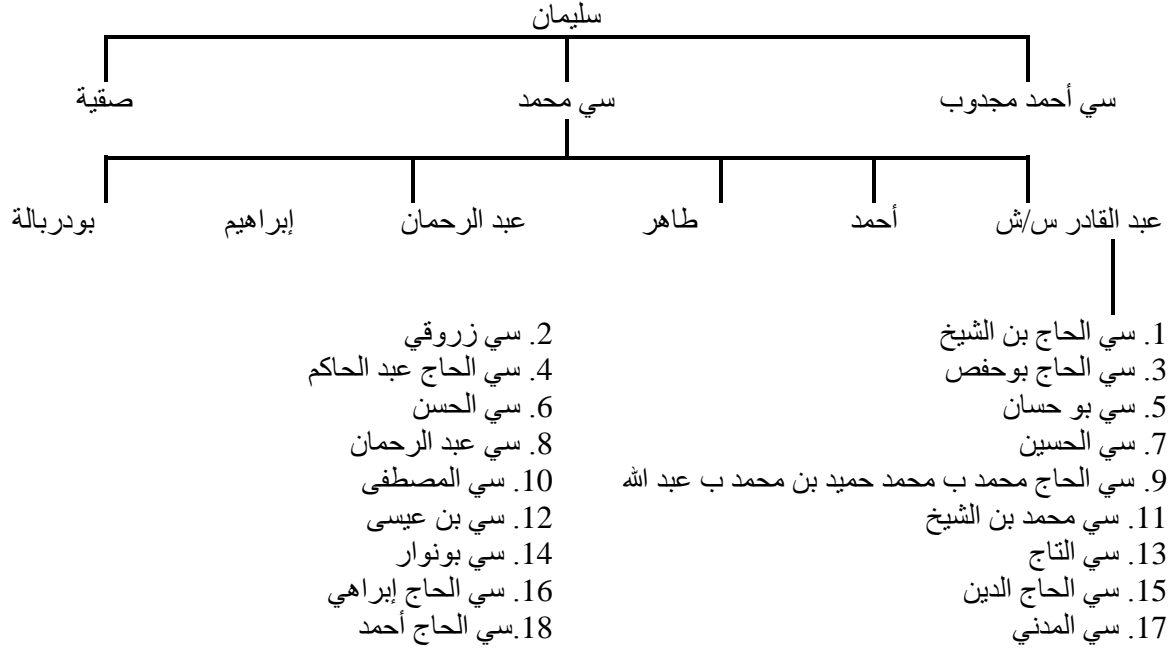 سليمان
سي أحمد مجدوب سي محمد صقية
عبد القادر س/ش أحمد طاهر عبد الرحمان إبراهيم بودربالة
1. سي الحاج بن الشيخ 2. سي زروقي
3. سي الحاج بوحفص 4. سي الحاج عبد الحاكم
5. سي بو حسان 6. سي الحسن
7. سي الحسين 8. سي عبد الرحمان
9. سي الحاج محمد ب محمد حميد بن محمد ب عبد الله 10. سي المصطفى
11. سي محمد بن الشيخ 12. سي بن عيسى
13. سي التاج 14. سي بونوار
15. سي الحاج الدين 16. سي الحاج إبراهي
17. سي المدني 18.سي الحاج أحمد